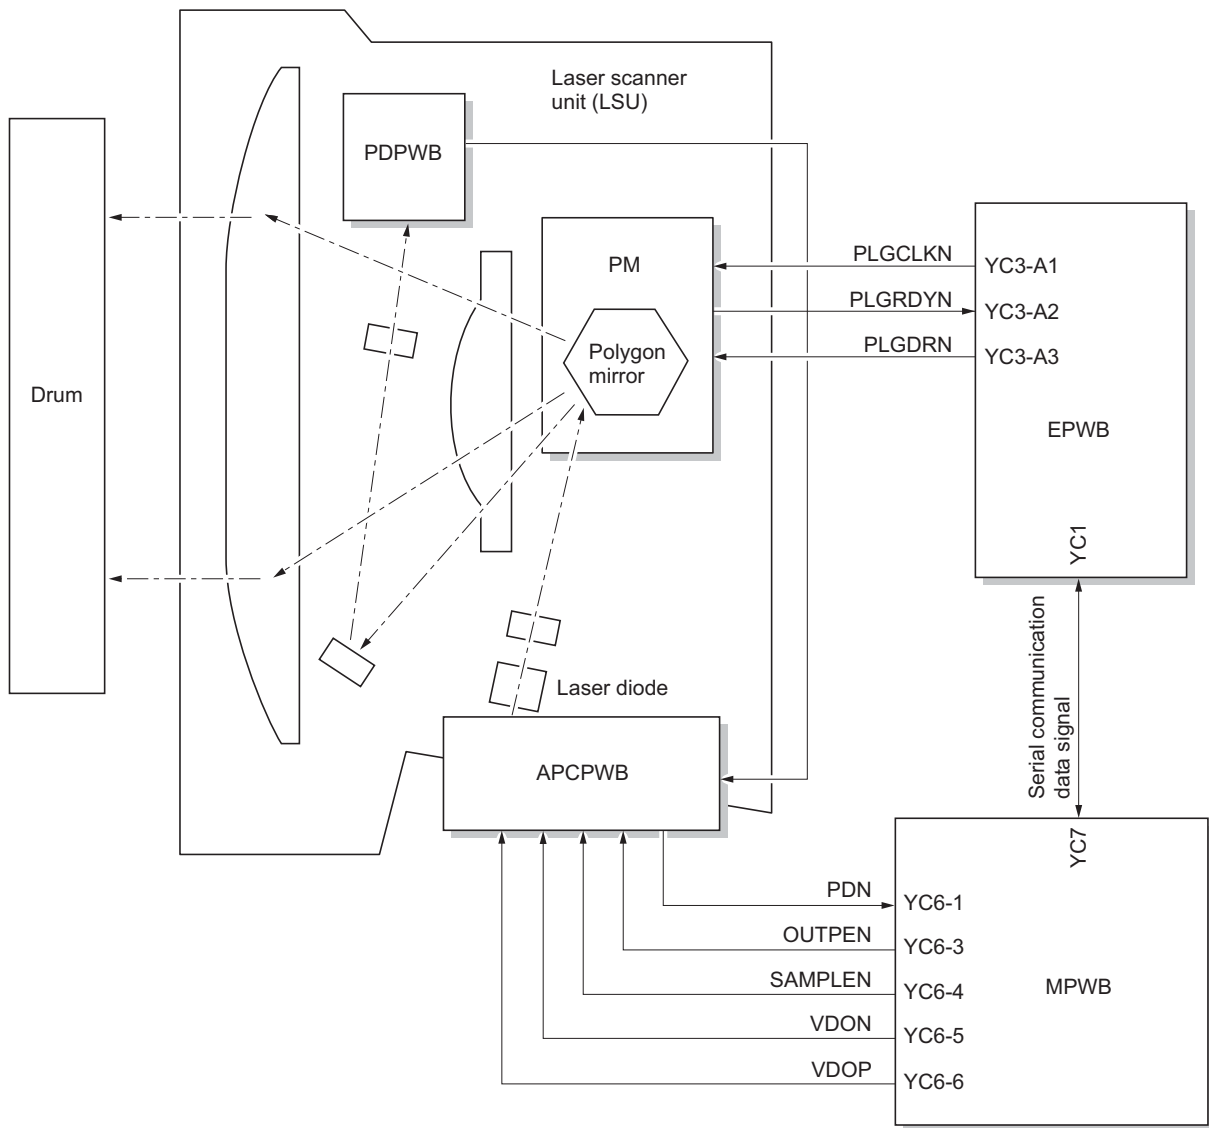 Laser scanner
unit (LSU)
PDPWB
PM
Polygon
mirror
Drum
Laser diode
APCPWB
PLGCLKN
PLGRDYN
PLGDRN
YC3-A1
YC3-A2
YC3-A3
EPWB
YC1
Serial communication
data signal
YC7
PDN
OUTPEN
SAMPLEN
VDON
VDOP
YC6-1
YC6-3
YC6-4
YC6-5
YC6-6
MPWB